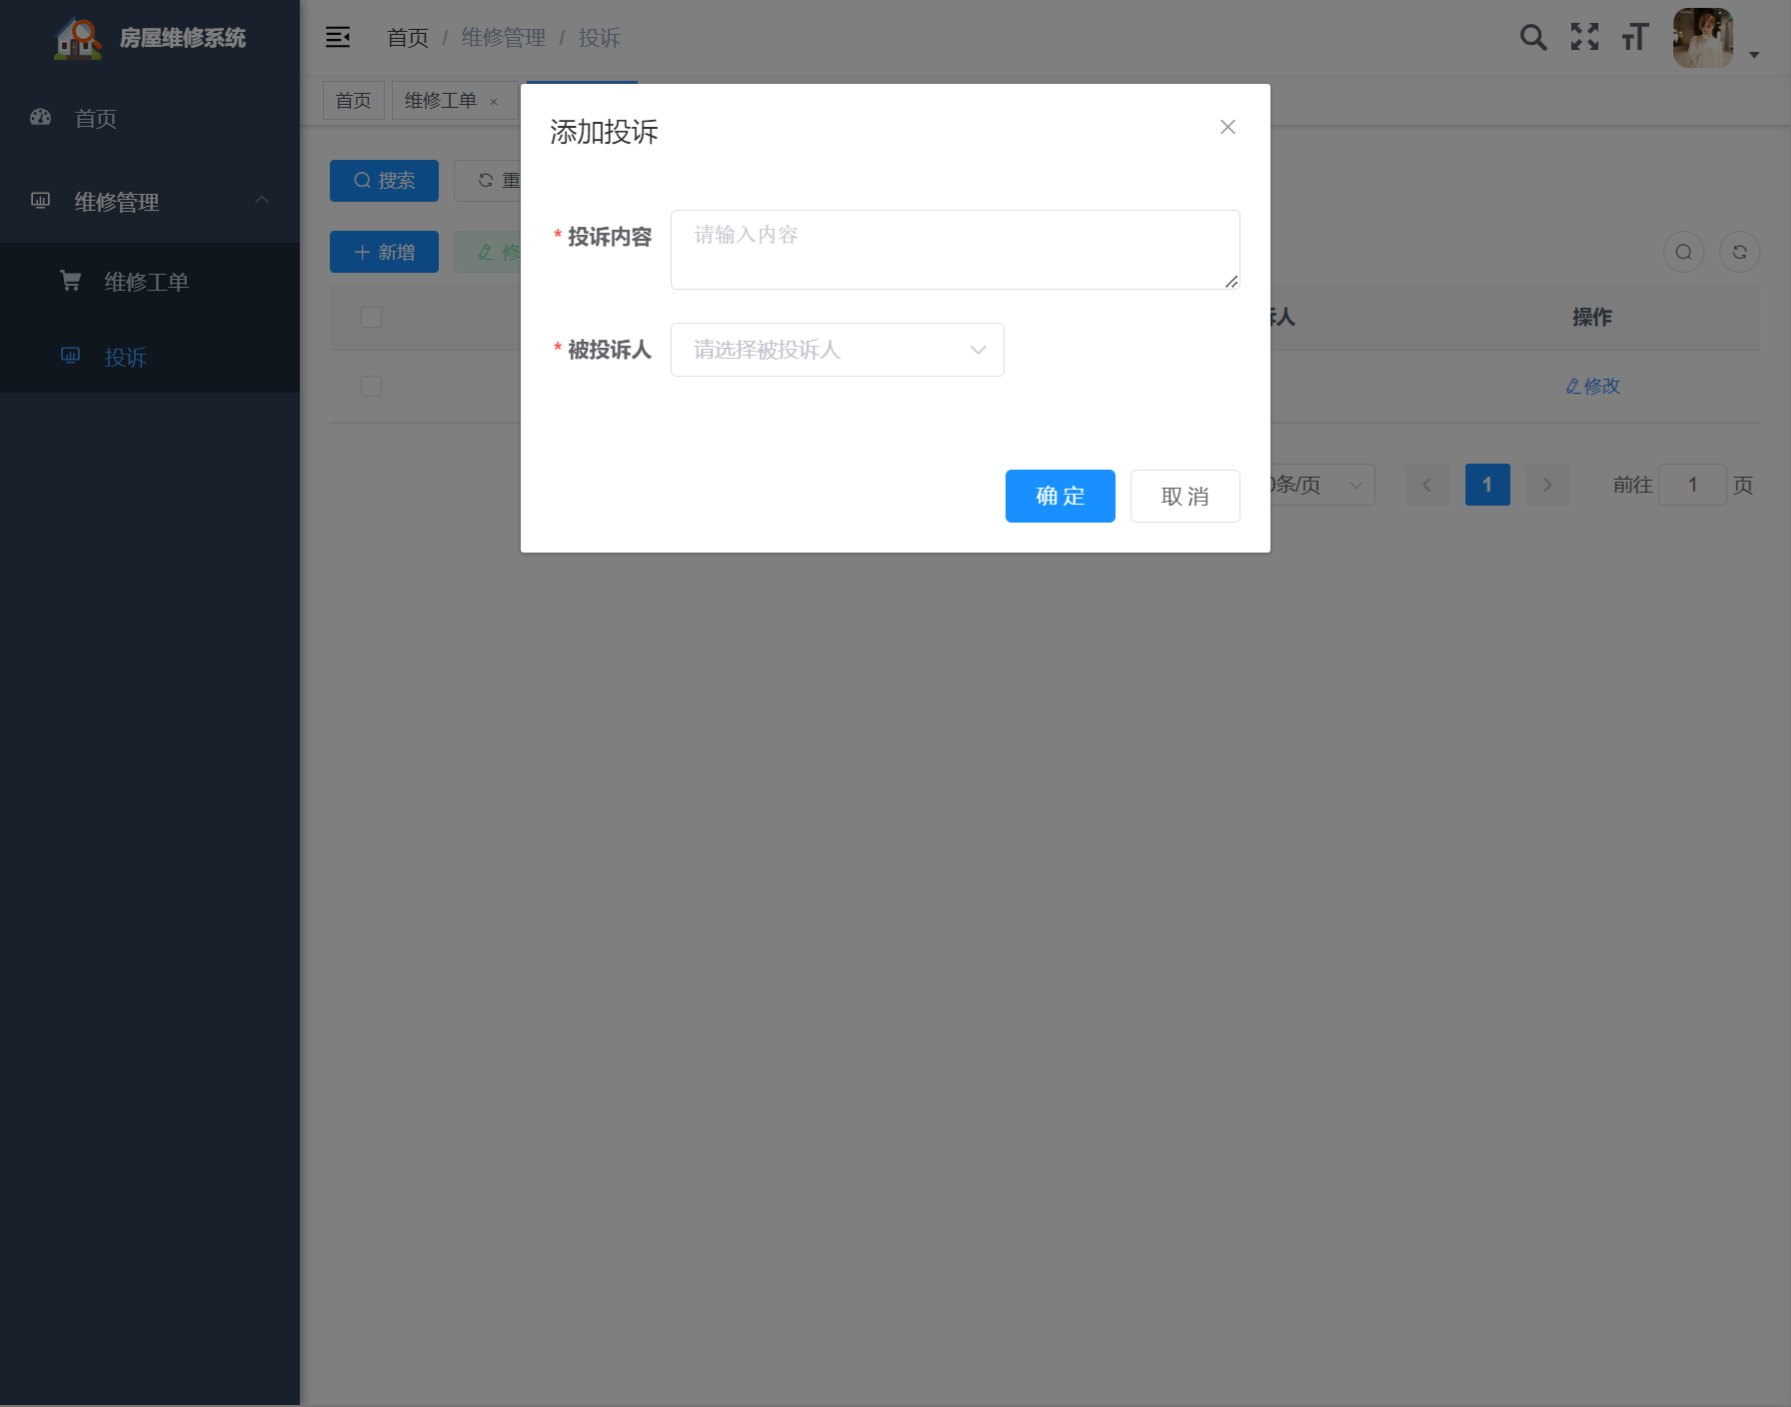 房屋维修系统
首页 / 维修管理 / 投诉
首页
维修管理
维修工单
投诉
首页
维修工单 ×
搜索
重
新增
修
诉人
操作
修改
条/页
1
前往 1 页
添加投诉
* 投诉内容
请输入内容
* 被投诉人
请选择被投诉人
确 定
取 消